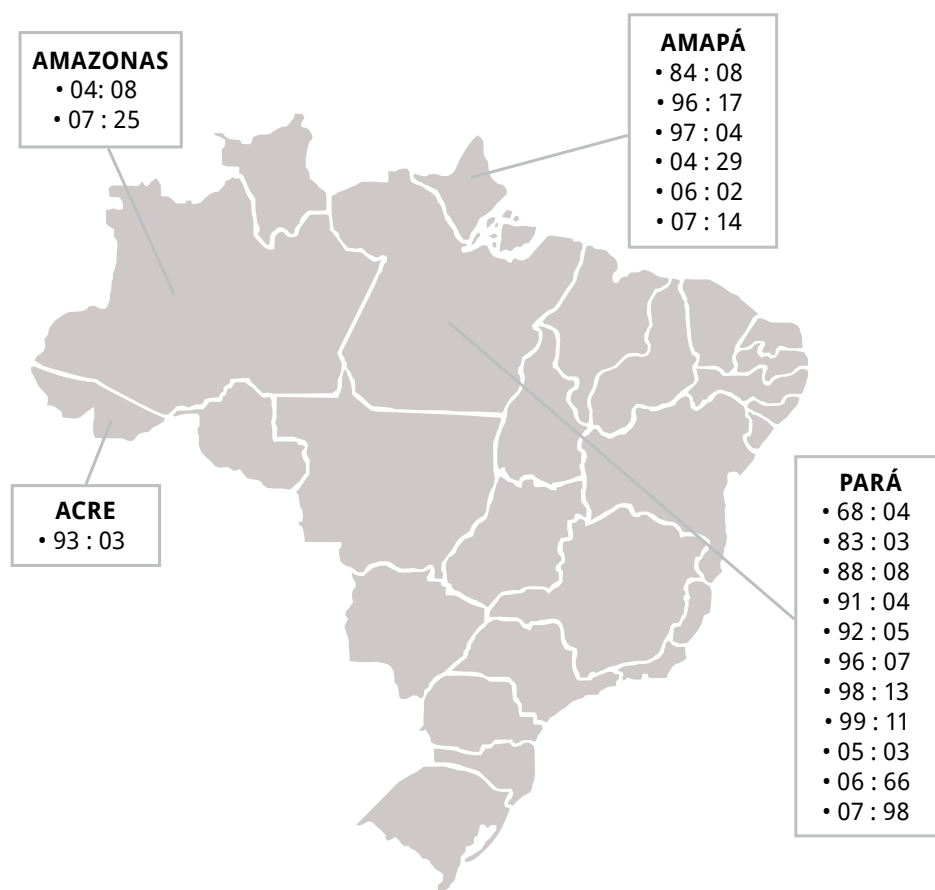 AMAZONAS
• 04: 08
• 07 : 25
AMAPÁ
• 84 : 08
• 96 : 17
• 97 : 04
• 04 : 29
• 06 : 02
• 07 : 14
ACRE
• 93 : 03
PARÁ
• 68 : 04
• 83 : 03
• 88 : 08
• 91 : 04
• 92 : 05
• 96 : 07
• 98 : 13
• 99 : 11
• 05 : 03
• 06 : 66
• 07 : 98